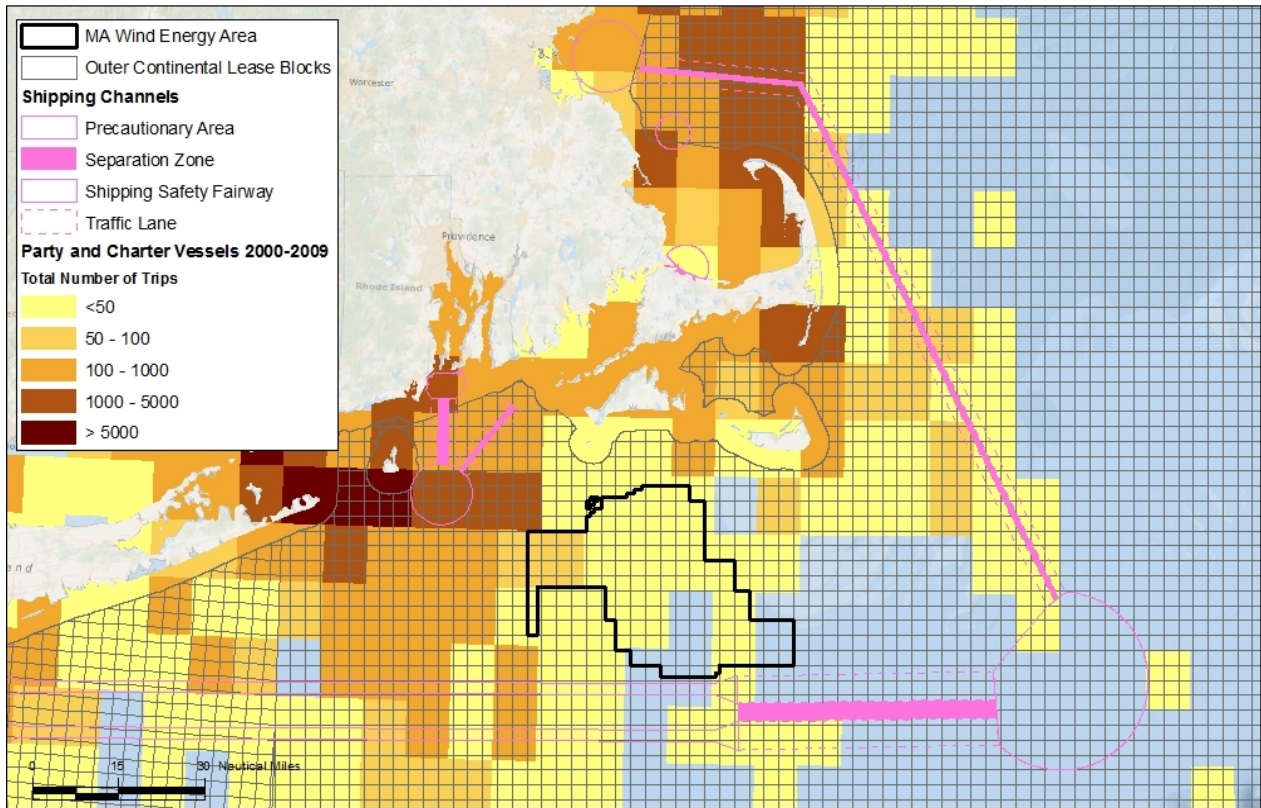 MA Wind Energy Area
Outer Continental Lease Blocks
Shipping Channels
Precautionary Area
Separation Zone
Shipping Safety Fairway
Traffic Lane
Party and Charter Vessels 2000-2009
Total Number of Trips
<50
50 - 100
100 - 1000
1000 - 5000
> 5000
Worcester
Providence
Rhode Island
0 15 30 Nautical Miles